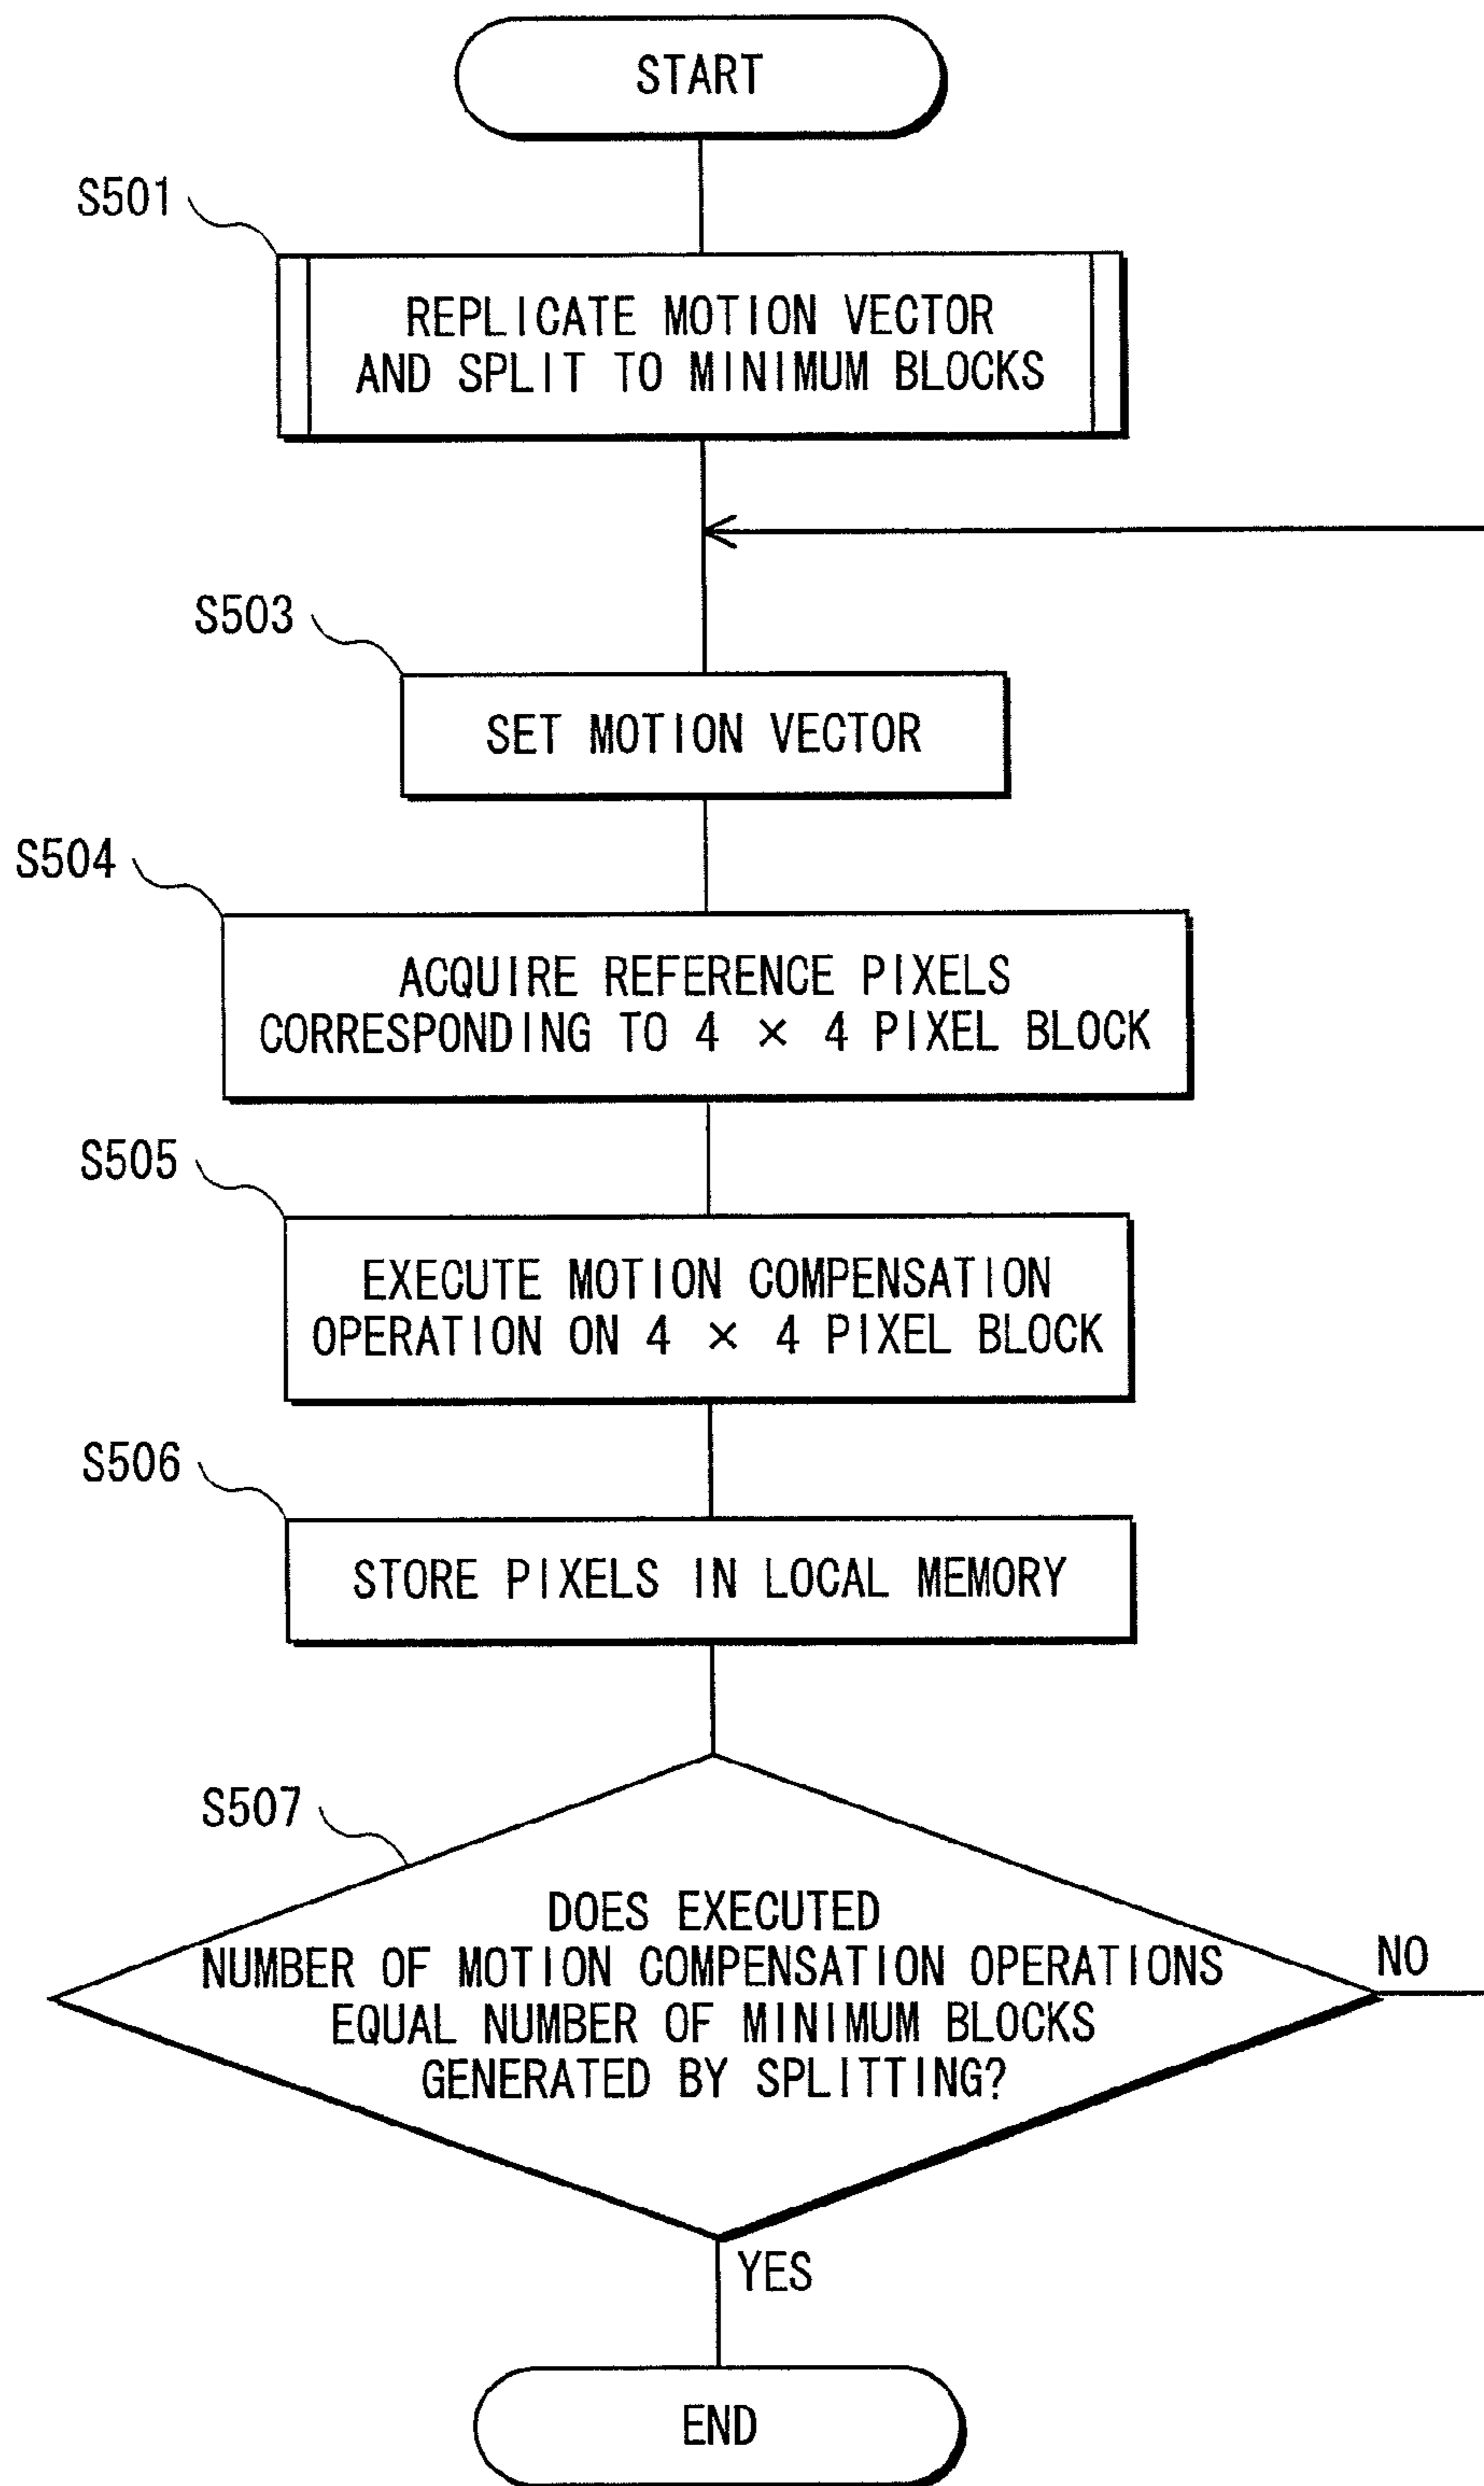 START
S501
REPLICATE MOTION VECTOR
AND SPLIT TO MINIMUM BLOCKS
S503
SET MOTION VECTOR
S504
ACQUIRE REFERENCE PIXELS
CORRESPONDING TO 4 × 4 PIXEL BLOCK
S505
EXECUTE MOTION COMPENSATION
OPERATION ON 4 × 4 PIXEL BLOCK
S506
STORE PIXELS IN LOCAL MEMORY
S507
DOES EXECUTED
NUMBER OF MOTION COMPENSATION OPERATIONS
EQUAL NUMBER OF MINIMUM BLOCKS
GENERATED BY SPLITTING?
NO
YES
END